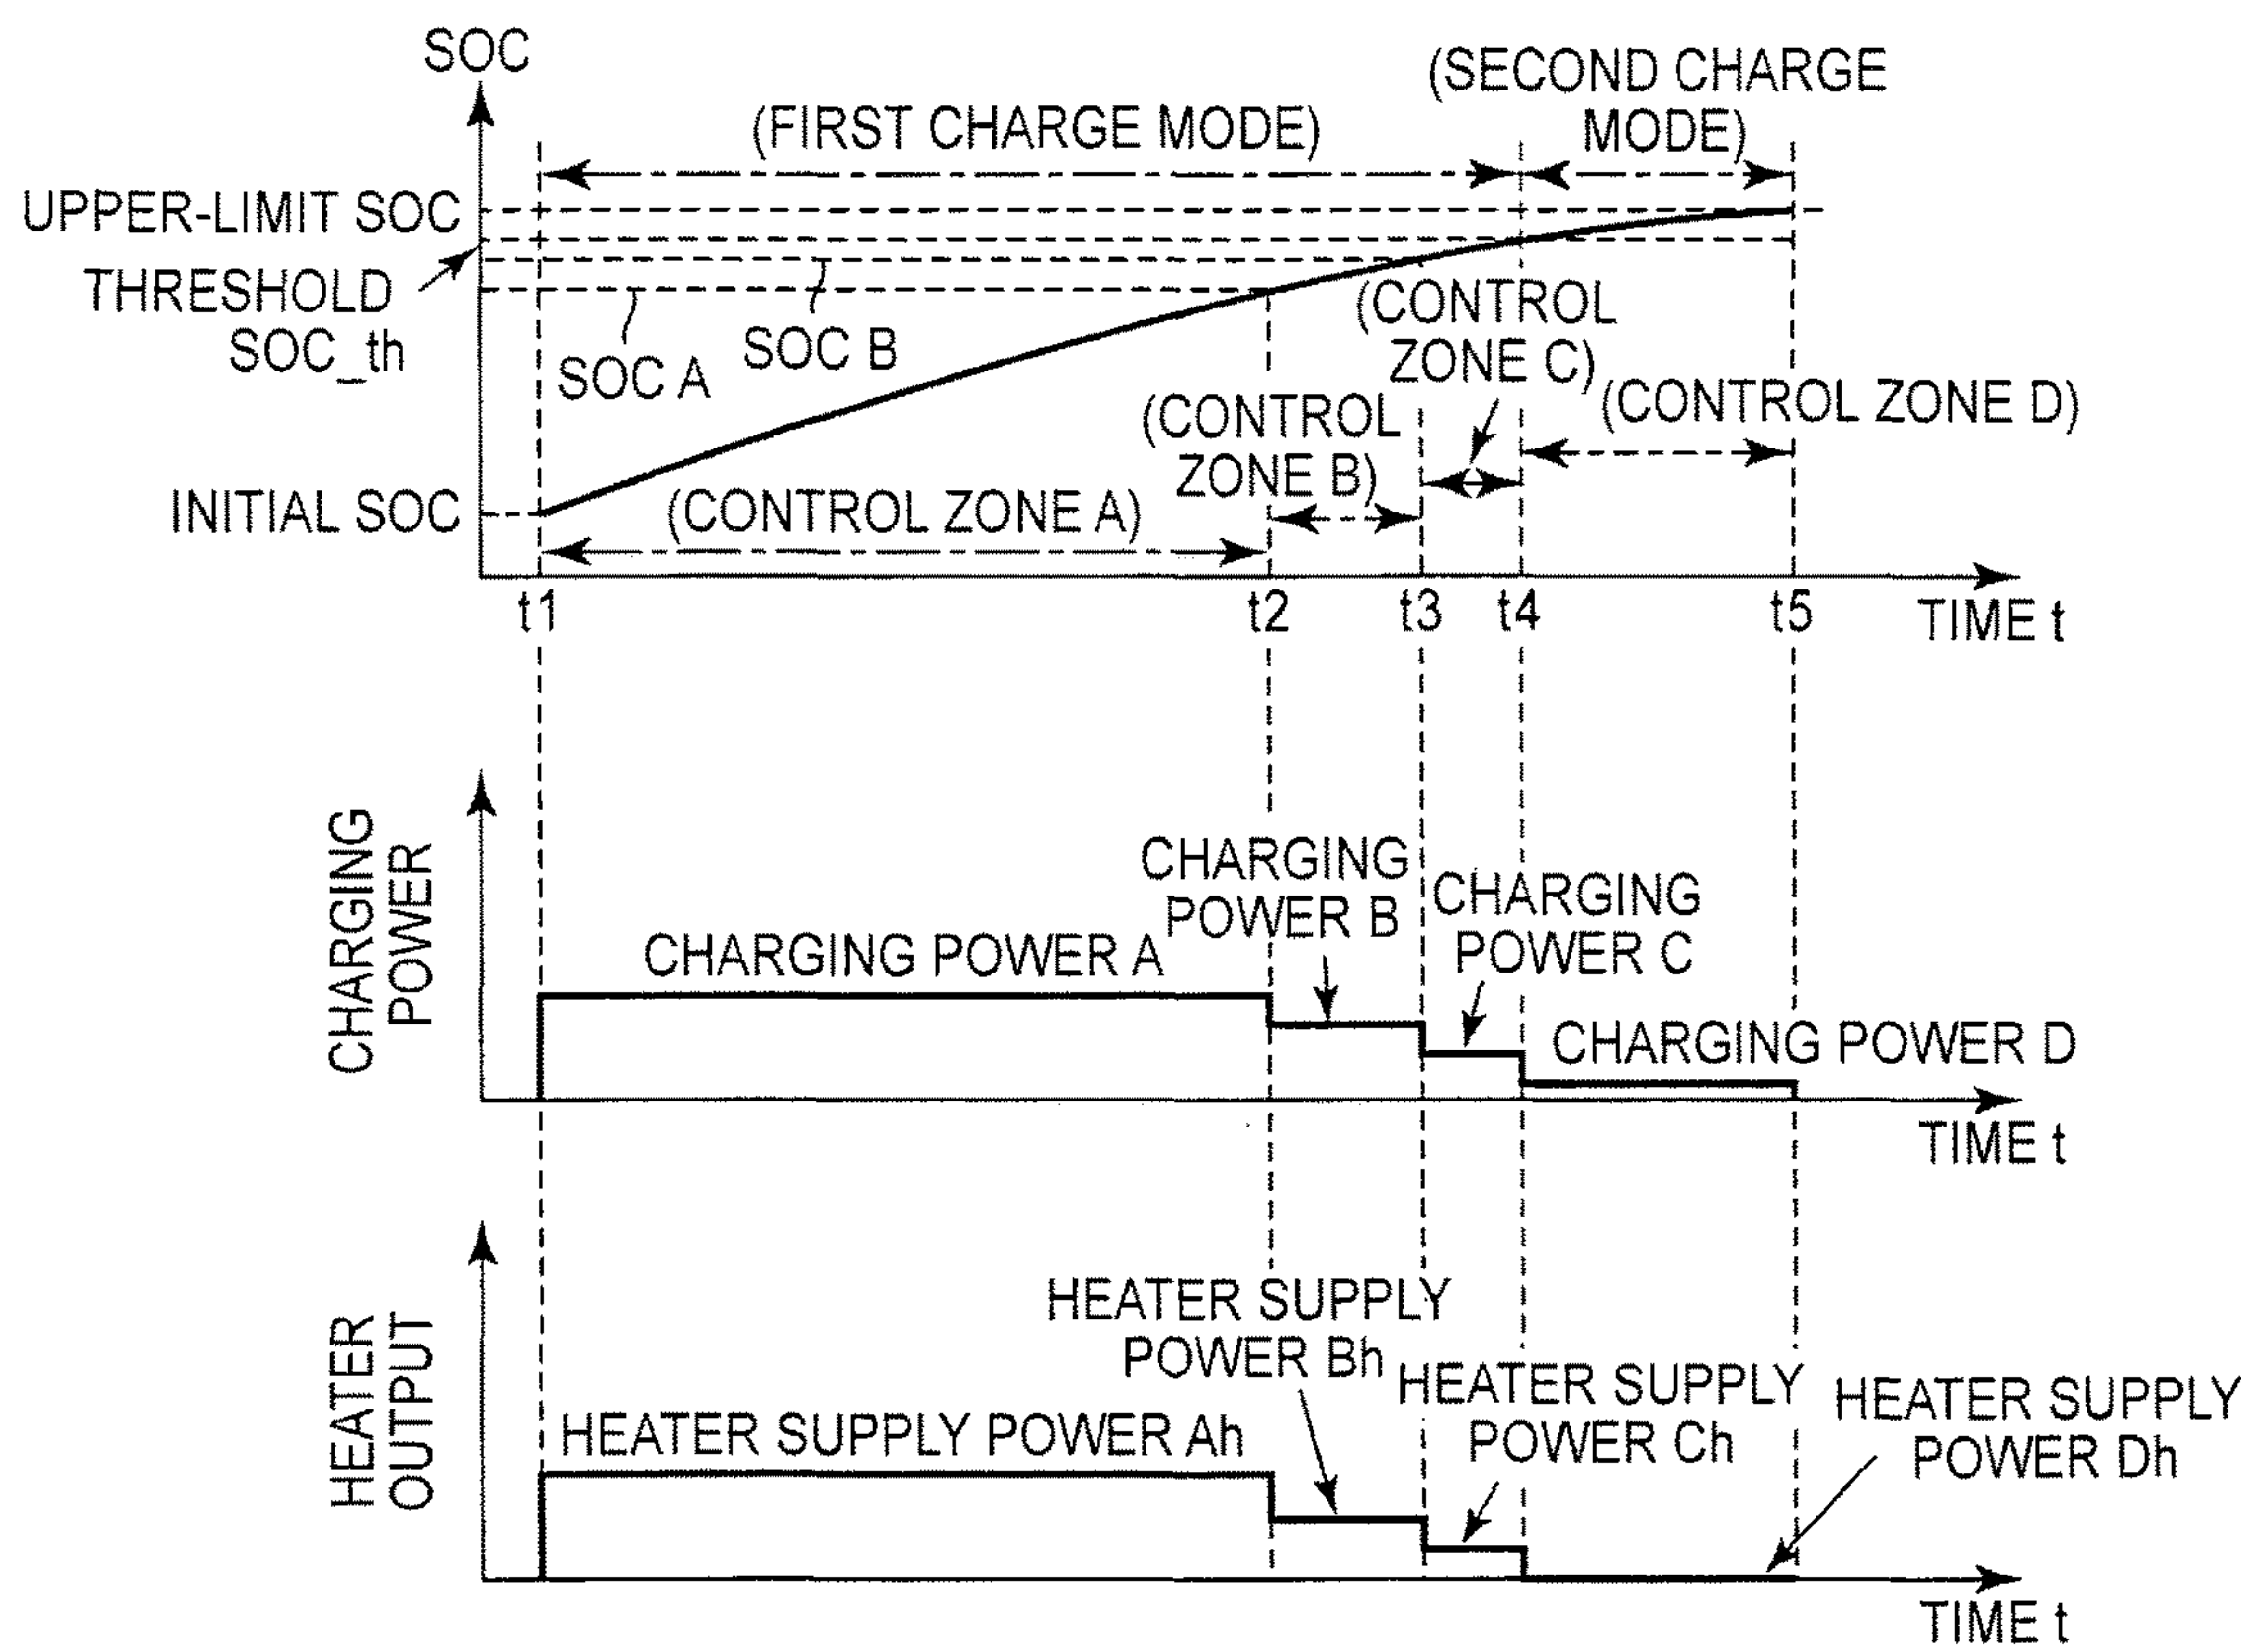 SOC
(FIRST CHARGE MODE)
(SECOND CHARGE
MODE)
UPPER-LIMIT SOC
THRESHOLD
SOC_th
SOC A
SOC B
INITIAL SOC
(CONTROL ZONE A)
(CONTROL
ZONE B)
(CONTROL
ZONE C)
(CONTROL ZONE D)
t1
t2
t3
t4
t5
TIME t
CHARGING
POWER
CHARGING POWER A
CHARGING
POWER B
CHARGING
POWER C
CHARGING POWER D
TIME t
HEATER
OUTPUT
HEATER SUPPLY POWER Ah
HEATER SUPPLY
POWER Bh
HEATER SUPPLY
POWER Ch
HEATER SUPPLY
POWER Dh
TIME t